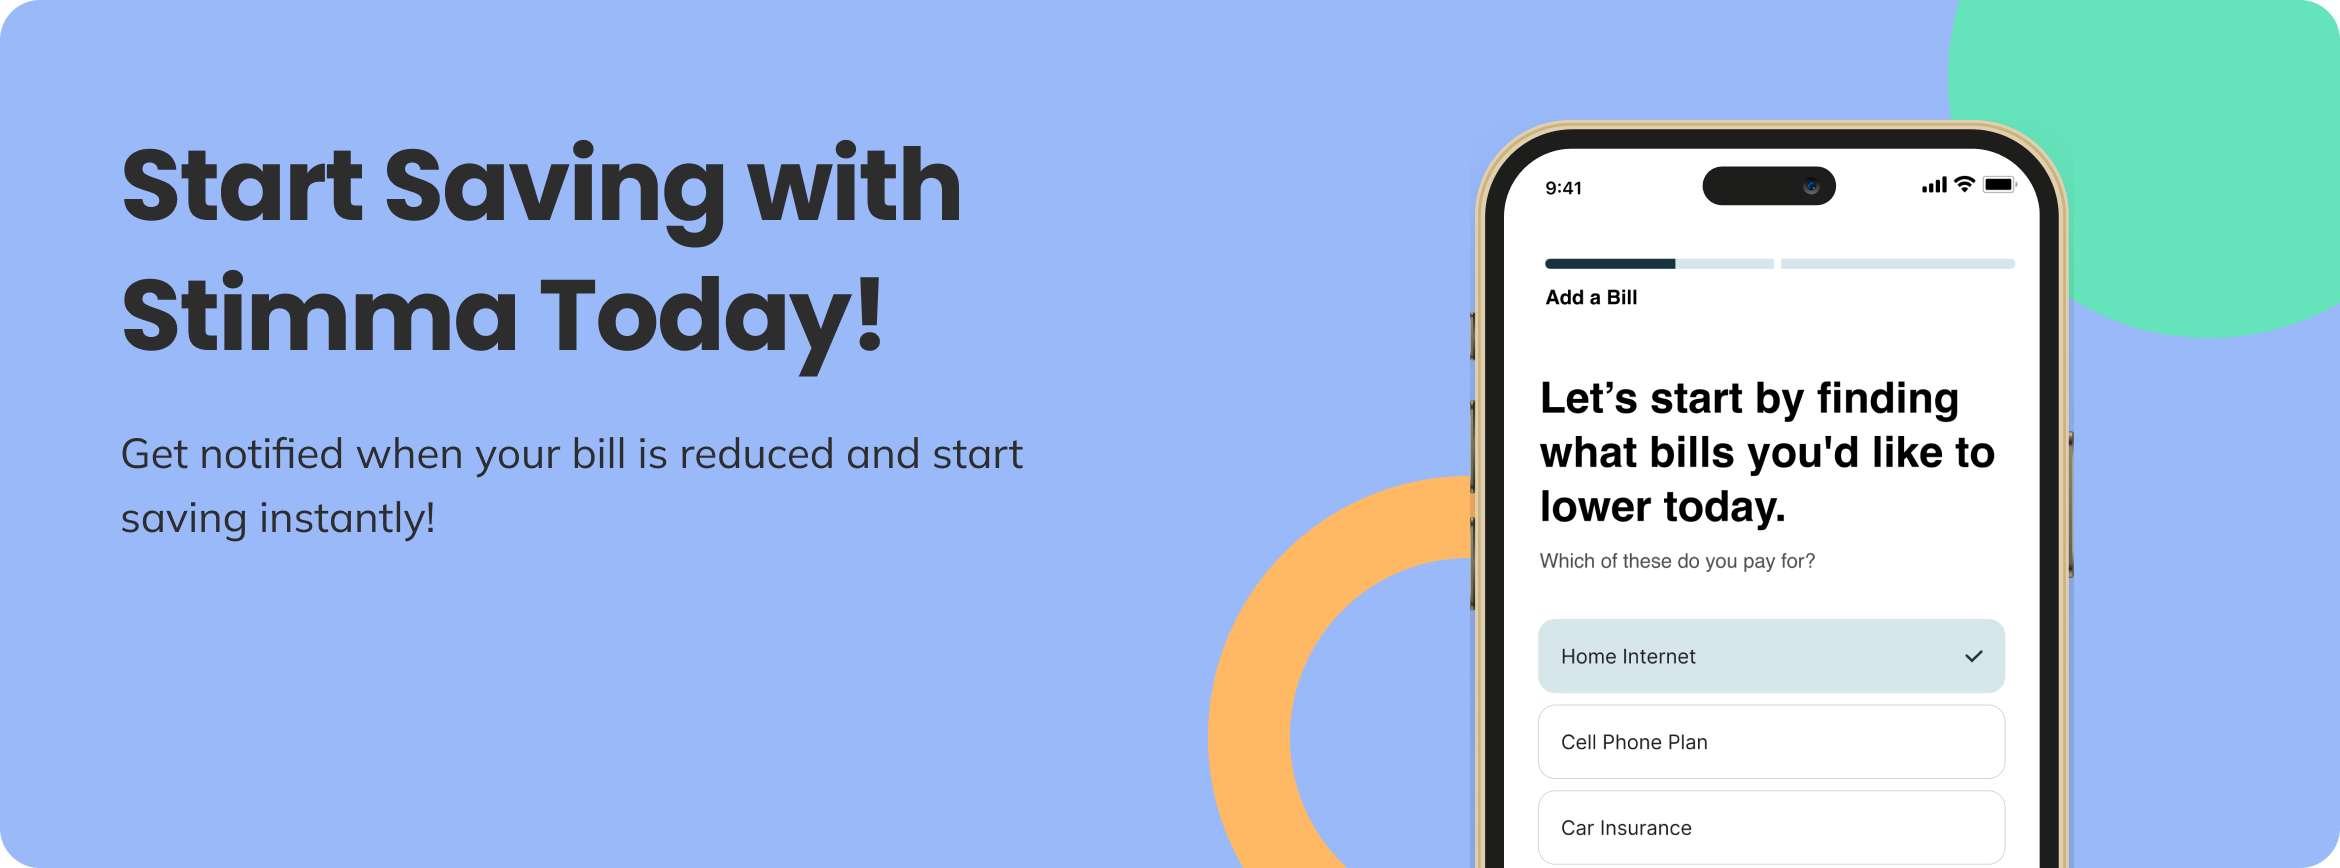 Start Saving with
Stimma Today!
Get notified when your bill is reduced and start
saving instantly!
9:41
Add a Bill
Let’s start by finding
what bills you'd like to
lower today.
Which of these do you pay for?
Home Internet
Cell Phone Plan
Car Insurance